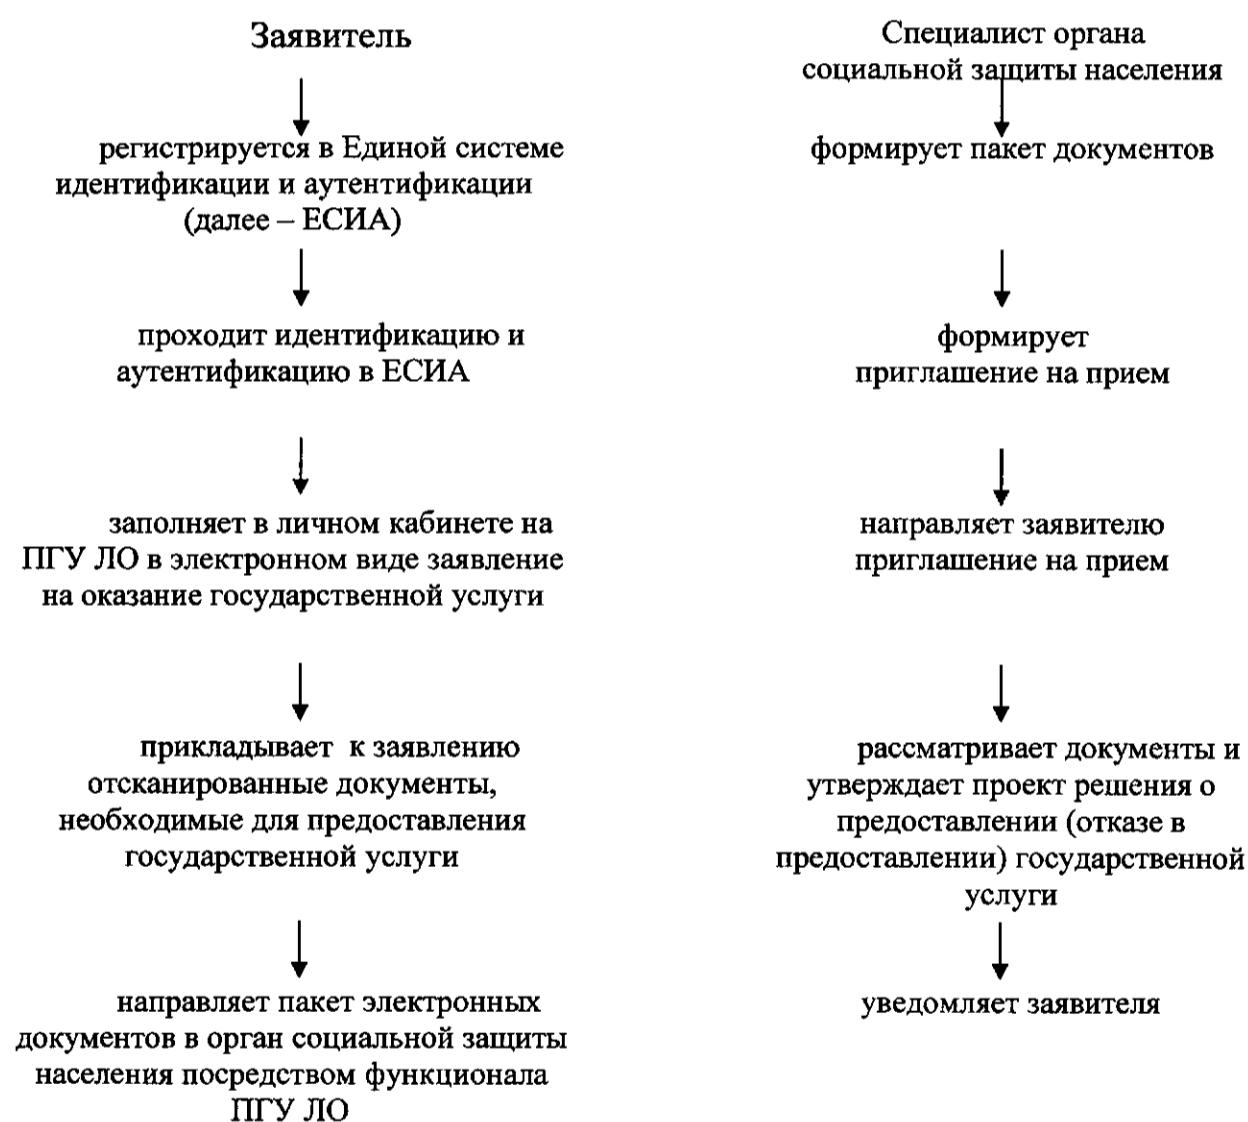 Заявитель
регистрируется в Единой системе
идентификации и аутентификации
(далее – ЕСИА)
проходит идентификацию и
аутентификацию в ЕСИА
заполняет в личном кабинете на
ПГУ ЛО в электронном виде заявление
на оказание государственной услуги
прикладывает к заявлению
отсканированные документы,
необходимые для предоставления
государственной услуги
направляет пакет электронных
документов в орган социальной защиты
населения посредством функционала
ПГУ ЛО
Специалист органа
социальной защиты населения
формирует пакет документов
формирует
приглашение на прием
направляет заявителю
приглашение на прием
рассматривает документы и
утверждает проект решения о
предоставлении (отказе в
предоставлении) государственной
услуги
уведомляет заявителя